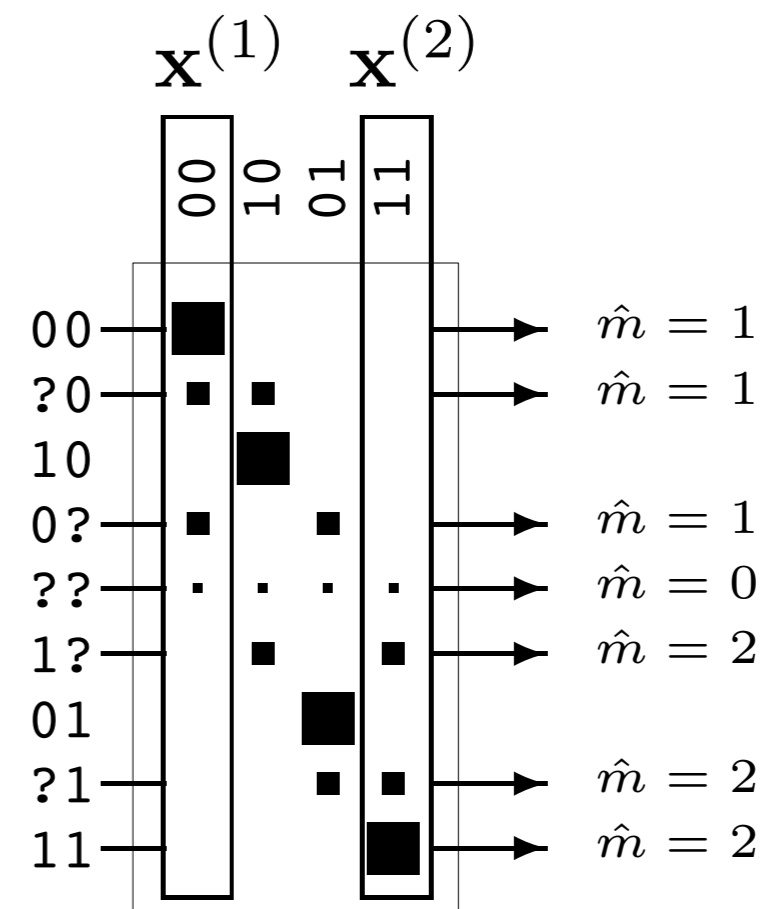 x^(1) x^(2)
00 10 01 11
00 m̂ = 1
?0 m̂ = 1
10
0? m̂ = 1
?? m̂ = 0
1? m̂ = 2
01
?1 m̂ = 2
11 m̂ = 2